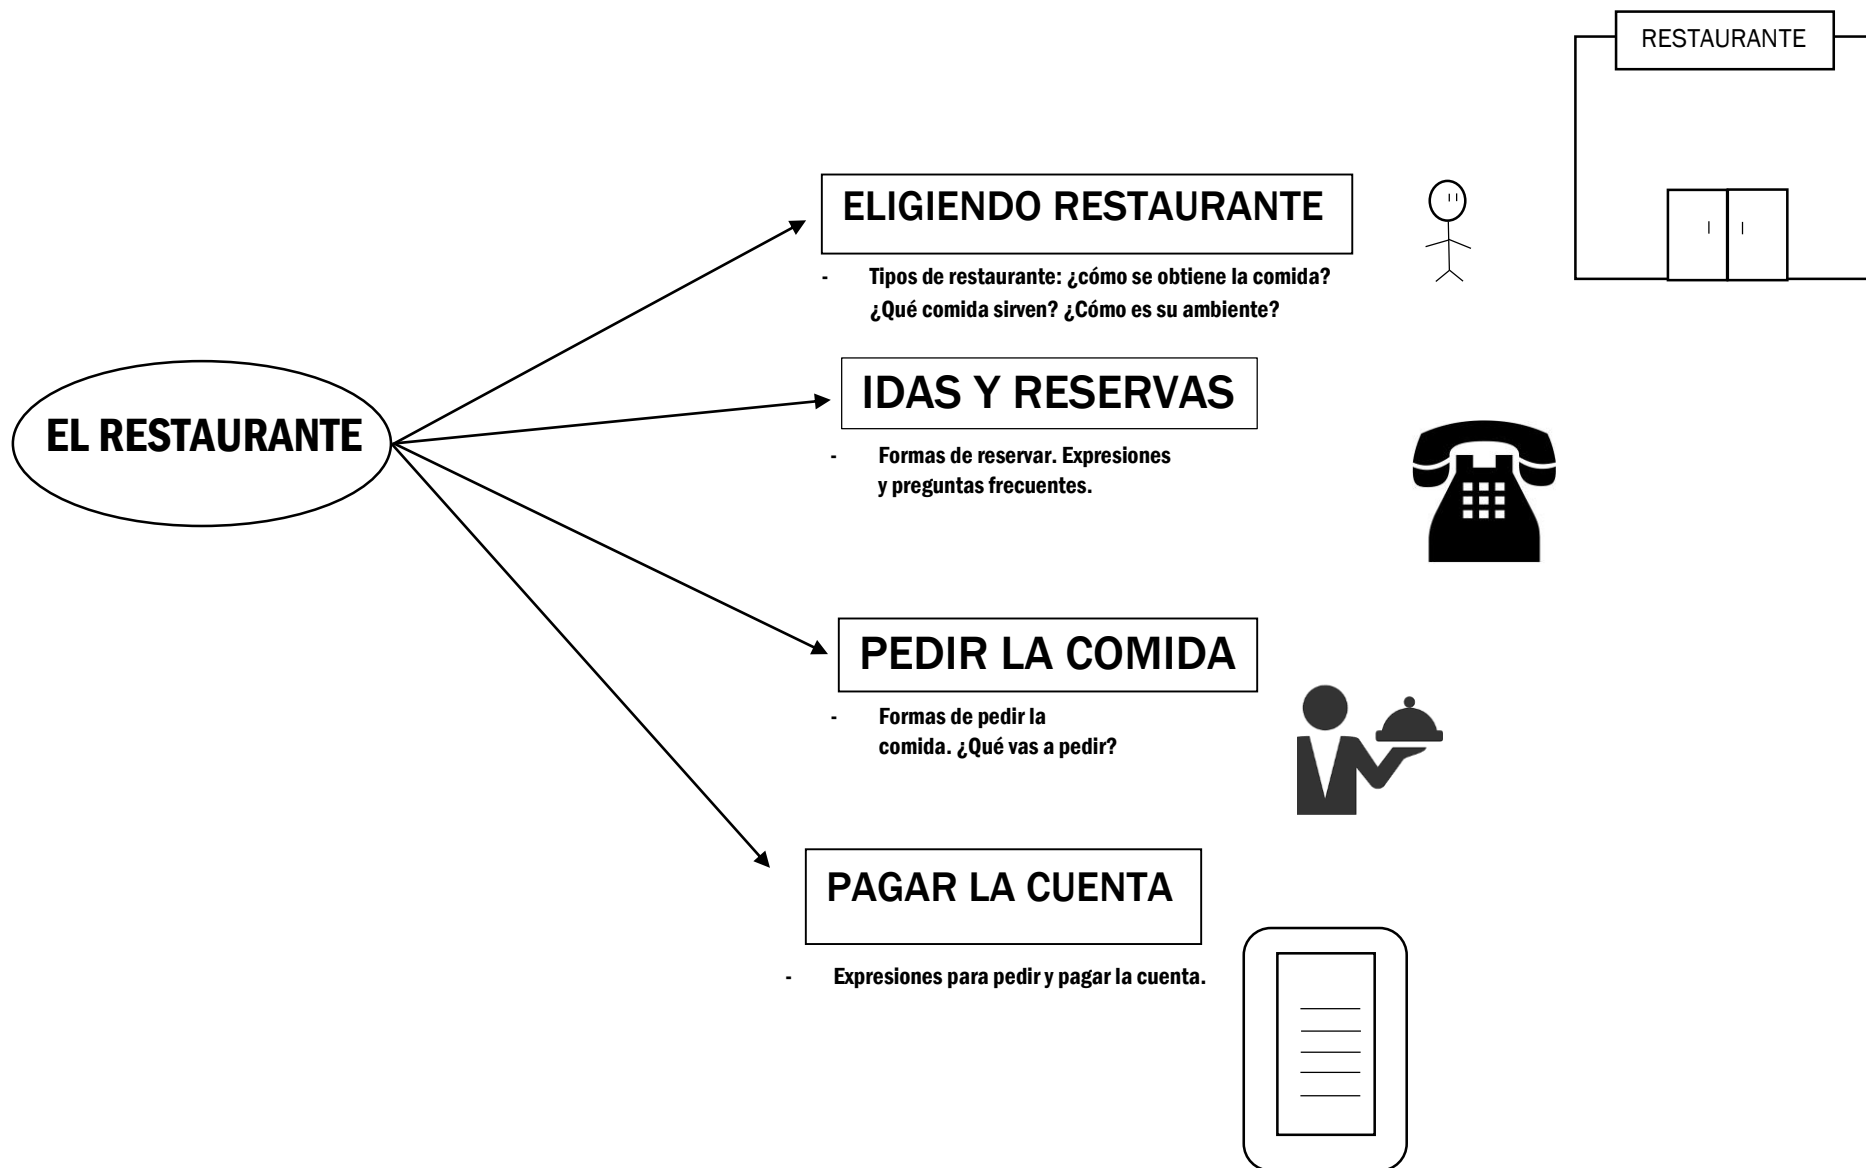 RESTAURANTE
ELIGIENDO RESTAURANTE
- Tipos de restaurante: ¿cómo se obtiene la comida?
¿Qué comida sirven? ¿Cómo es su ambiente?
IDAS Y RESERVAS
EL RESTAURANTE
- Formas de reservar. Expresiones
y preguntas frecuentes.
PEDIR LA COMIDA
- Formas de pedir la
comida. ¿Qué vas a pedir?
PAGAR LA CUENTA
- Expresiones para pedir y pagar la cuenta.